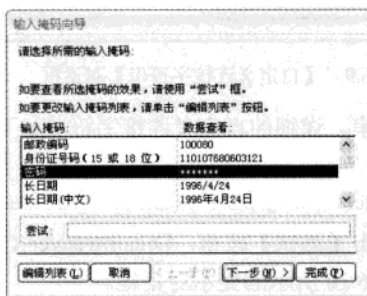 输入掩码向导
请选择所需的输入掩码:
如要查看所选掩码的效果，请使用“尝试”框。
如要更改输入掩码列表，请单击“编辑列表”按钮。
输入掩码: 数据查看:
邮政编码 100080
身份证号码(15 或 18 位) 110107680603121
密码 *******
长日期 1996/4/24
长日期(中文) 1996年4月24日
尝试:
编辑列表(L) 取消 下一步(N) > 完成(F)